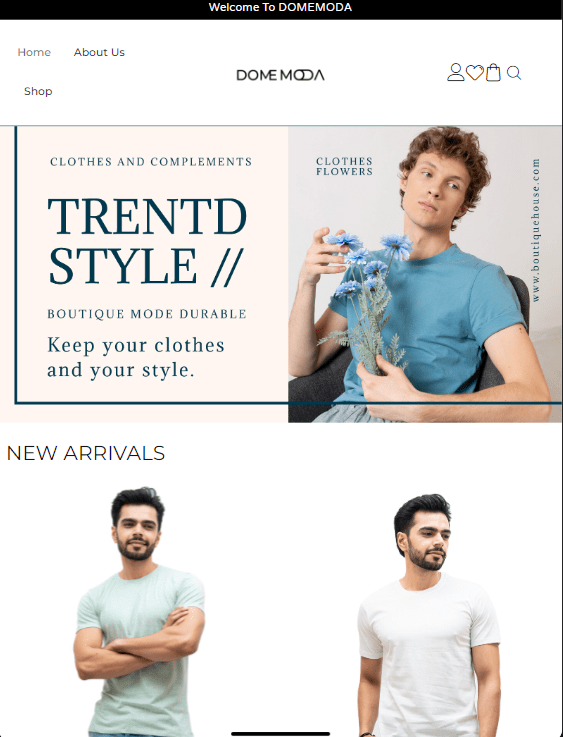 Welcome To DOMEMODA
Home About Us
Shop
DOME MODA
CLOTHES AND COMPLEMENTS
TRENTD
STYLE //
BOUTIQUE MODE DURABLE
Keep your clothes
and your style.
CLOTHES
FLOWERS
www.boutiquehouse.com
NEW ARRIVALS